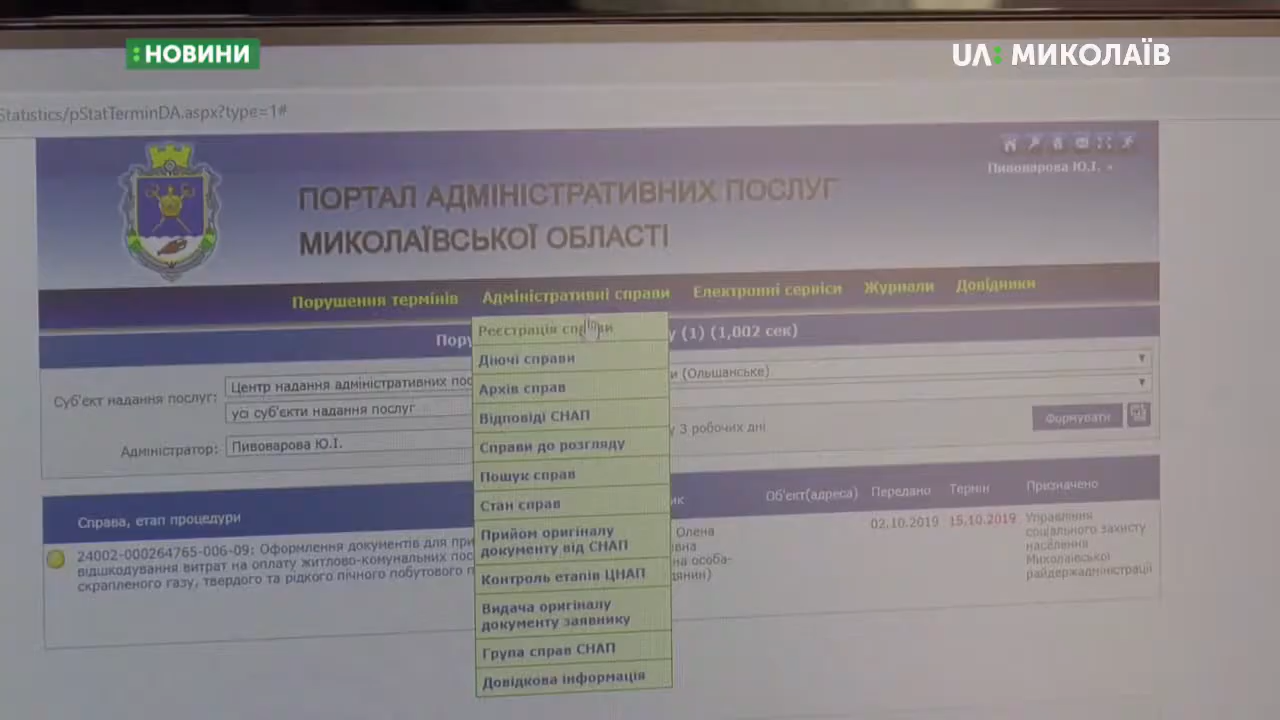 :НОВИНИ
UA: МИКОЛАЇВ
Statistics/pStatTerminDA.aspx?type=1#
Пивоварова Ю.І.
ПОРТАЛ АДМІНІСТРАТИВНИХ ПОСЛУГ
МИКОЛАЇВСЬКОЇ ОБЛАСТІ
Порушення термінів Адміністративні справи Електронні сервіси Журнали Довідники
Пору
у (1) (1,002 сек)
Реєстрація справи
Діючі справи
Архів справ
Відповіді СНАП
Справи до розгляду
Пошук справ
Стан справ
Прийом оригіналу
документу від СНАП
Контроль етапів ЦНАП
Видача оригіналу
документу заявнику
Група справ СНАП
Довідкова інформація
Суб'єкт надання послуг:
Центр надання адміністративних пос
и (Ольшанське)
усі суб'єкти надання послуг
Адміністратор: Пивоварова Ю.І.
у 3 робочих дні
Формувати
Справа, етап процедури
ик Об'єкт(адреса) Передано Термін Призначено
24002-000264765-006-09: Оформлення документів для при
відшкодування витрат на оплату житлово-комунальних пос
скрапленого газу, твердого та рідкого пічного побутового п
Олена
вна
на особа-
дянин)
02.10.2019 15.10.2019
Управління
соціального захисту
населення
Миколаївської
райдержадміністрації